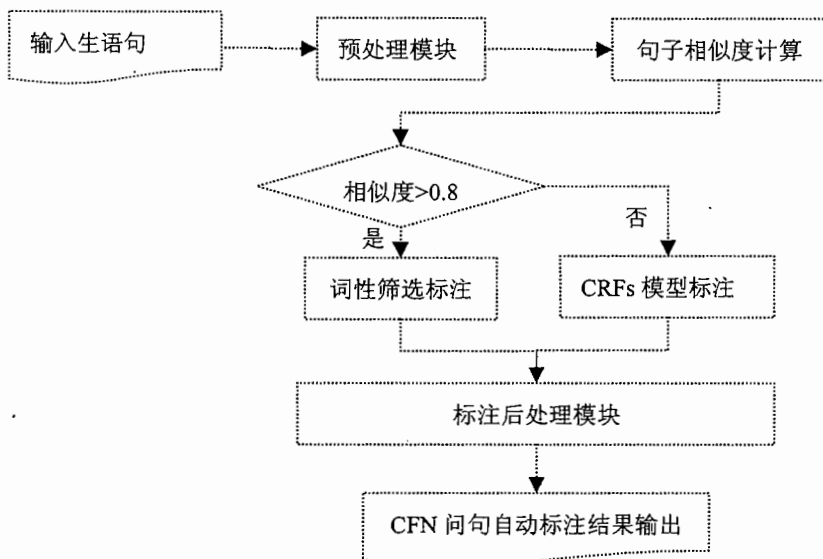 输入生语句
预处理模块
句子相似度计算
相似度>0.8
是
否
词性筛选标注
CRFs 模型标注
标注后处理模块
CFN 问句自动标注结果输出